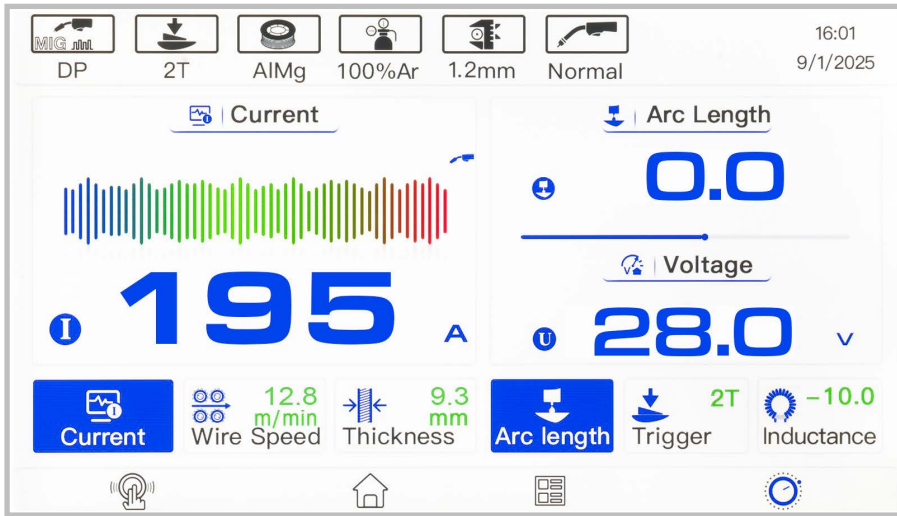 MIG
DP
2T
AlMg
100%Ar
1.2mm
Normal
16:01
9/1/2025
Current
195
I
A
Arc Length
0.0
Voltage
U
28.0
V
Current
12.8
m/min
Wire Speed
9.3
mm
Thickness
Arc length
2T
Trigger
-10.0
Inductance